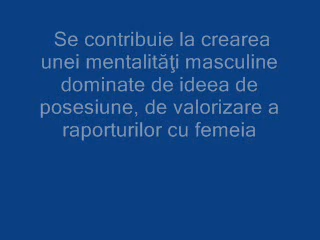 Se contribuie la crearea
unei mentalităţi masculine
dominate de ideea de
posesiune, de valorizare a
raporturilor cu femeia